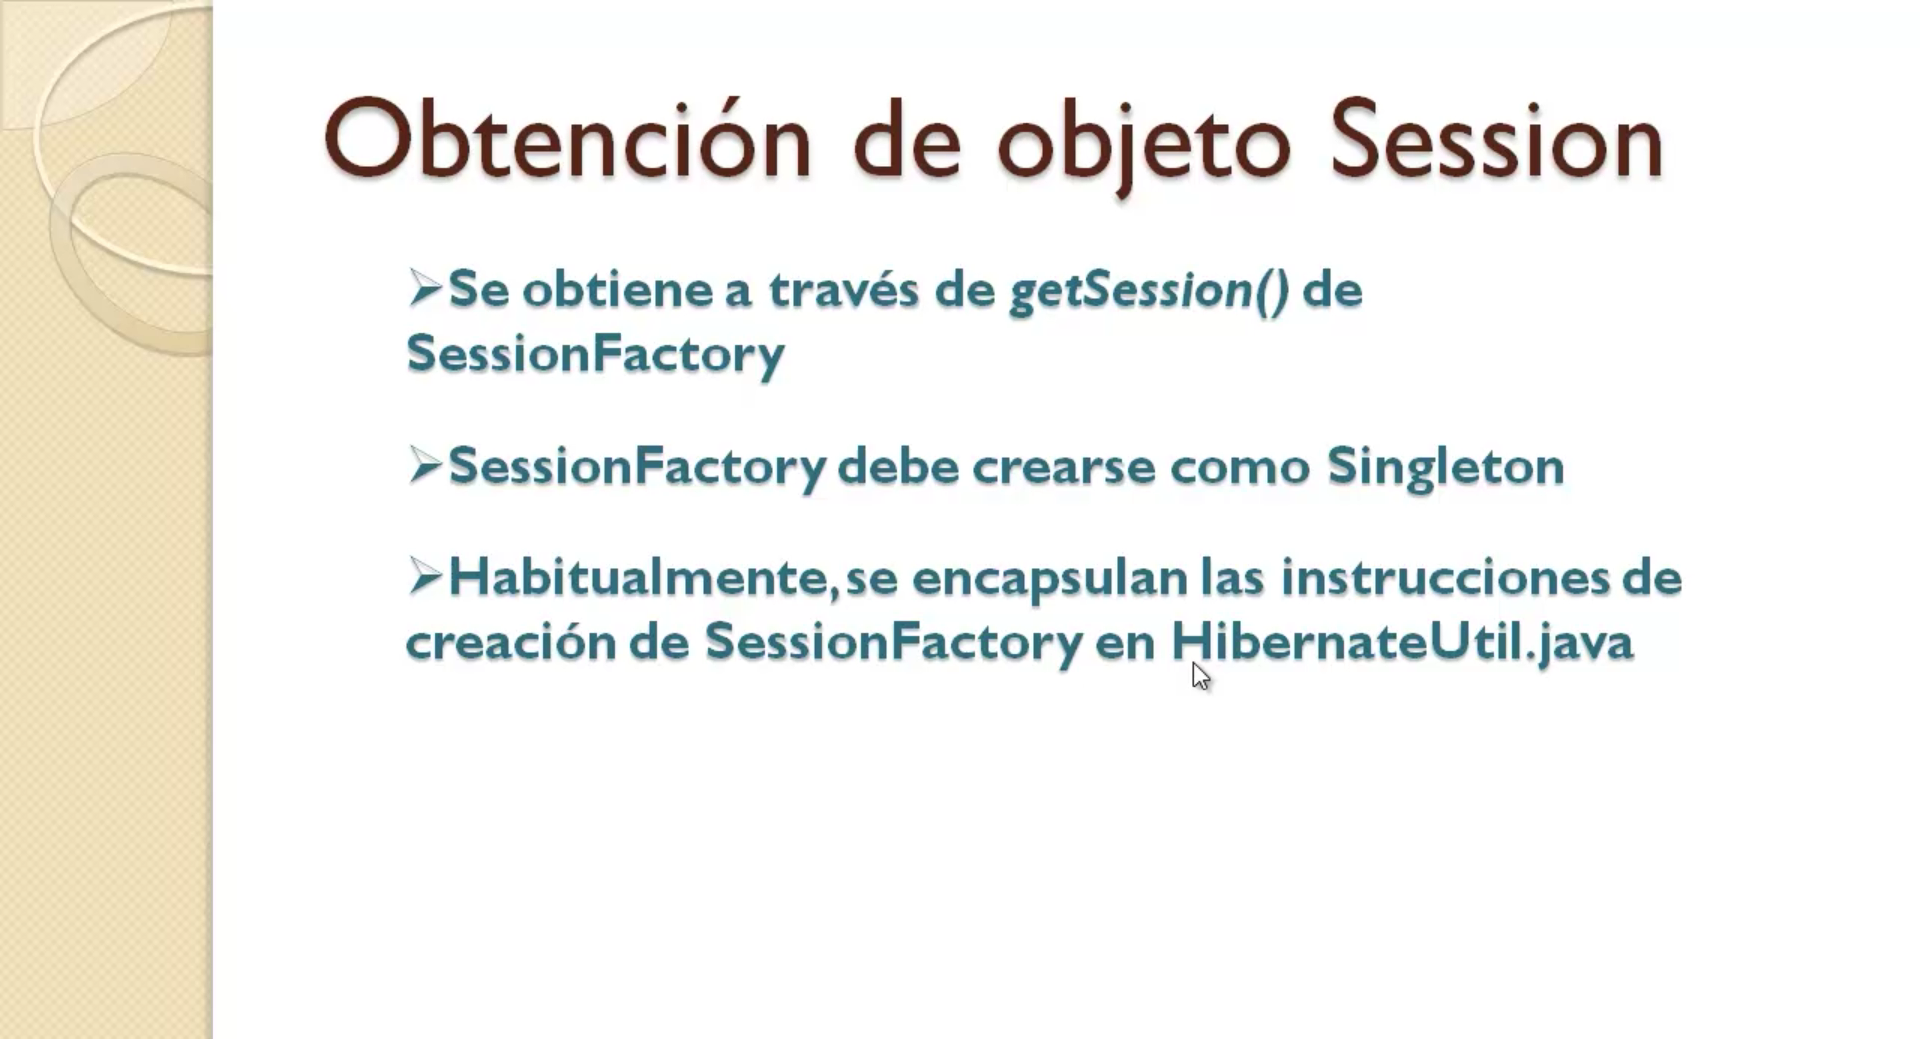 Obtención de objeto Session
➢Se obtiene a través de getSession() de
SessionFactory
➢SessionFactory debe crearse como Singleton
➢Habitualmente, se encapsulan las instrucciones de
creación de SessionFactory en HibernateUtil.java